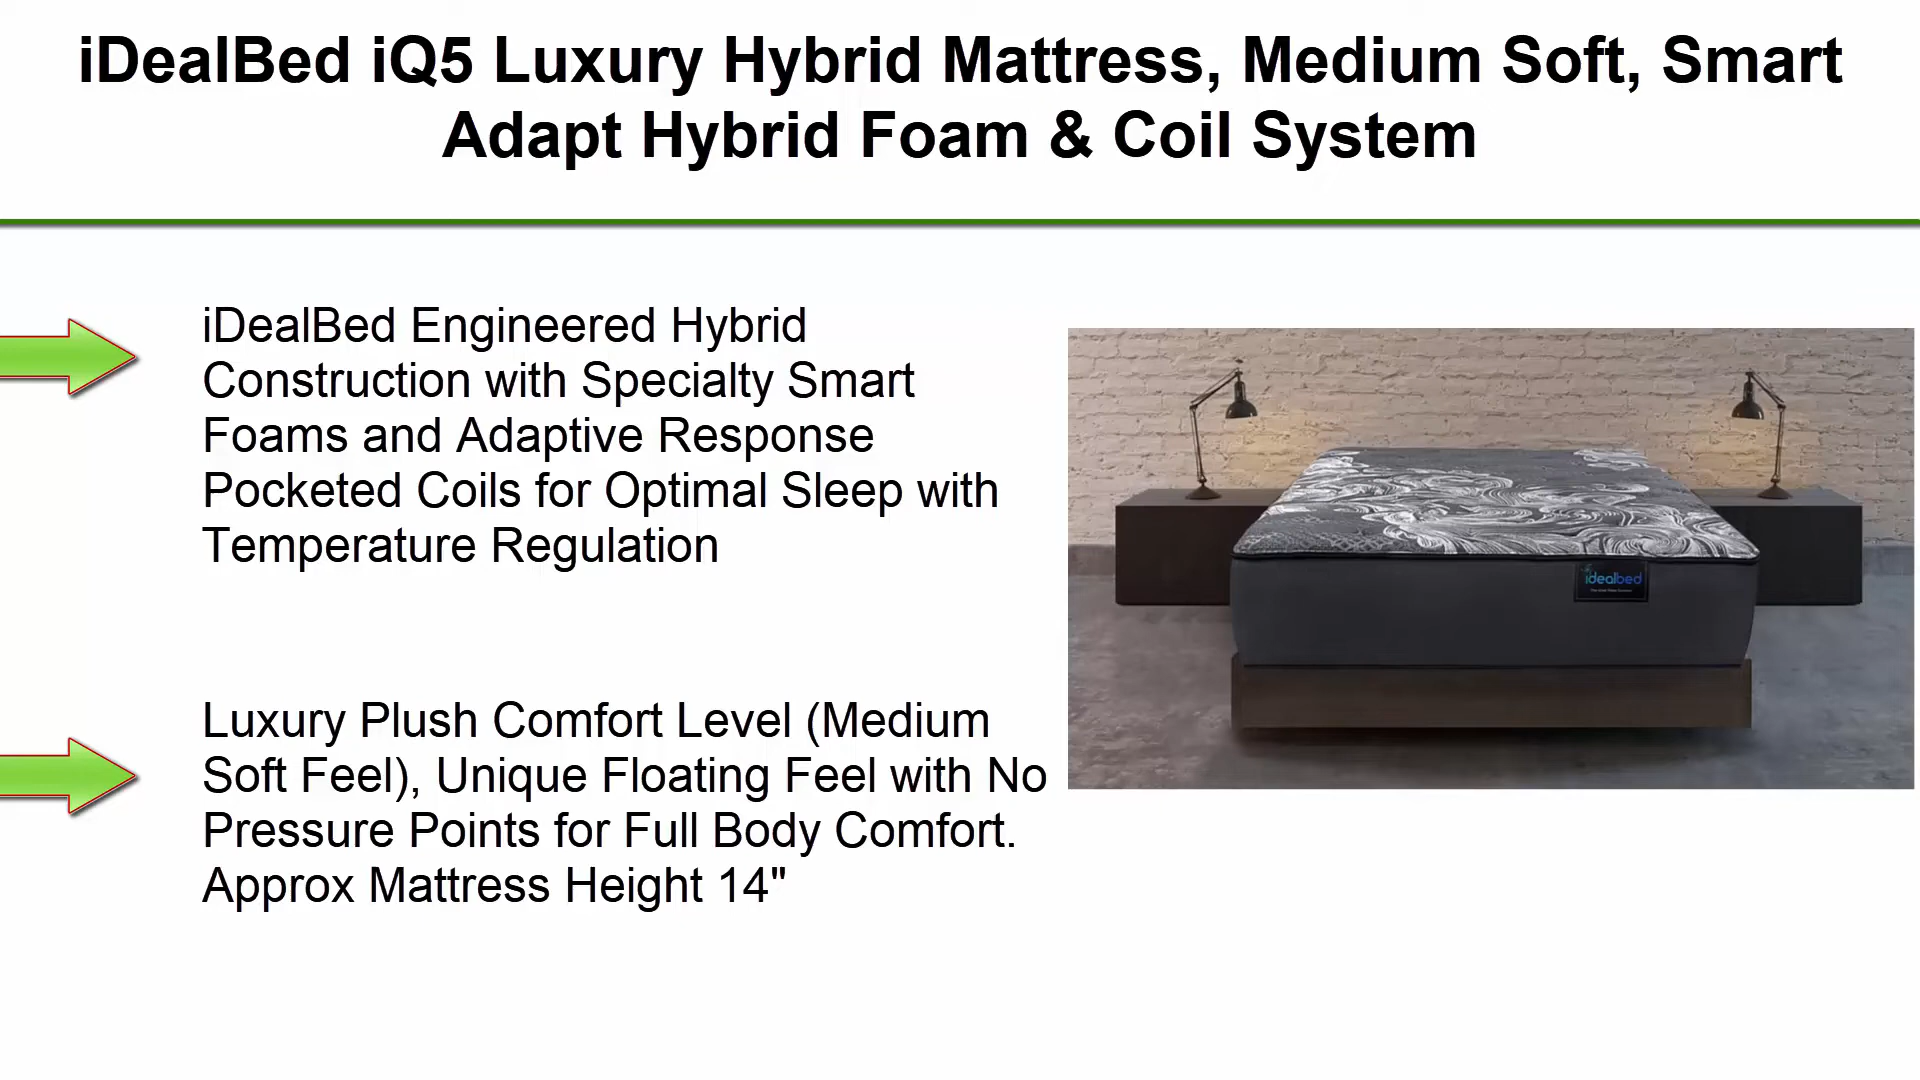 iDealBed iQ5 Luxury Hybrid Mattress, Medium Soft, Smart
Adapt Hybrid Foam & Coil System
iDealBed Engineered Hybrid
Construction with Specialty Smart
Foams and Adaptive Response
Pocketed Coils for Optimal Sleep with
Temperature Regulation
idealbed
Luxury Plush Comfort Level (Medium
Soft Feel), Unique Floating Feel with No
Pressure Points for Full Body Comfort.
Approx Mattress Height 14"